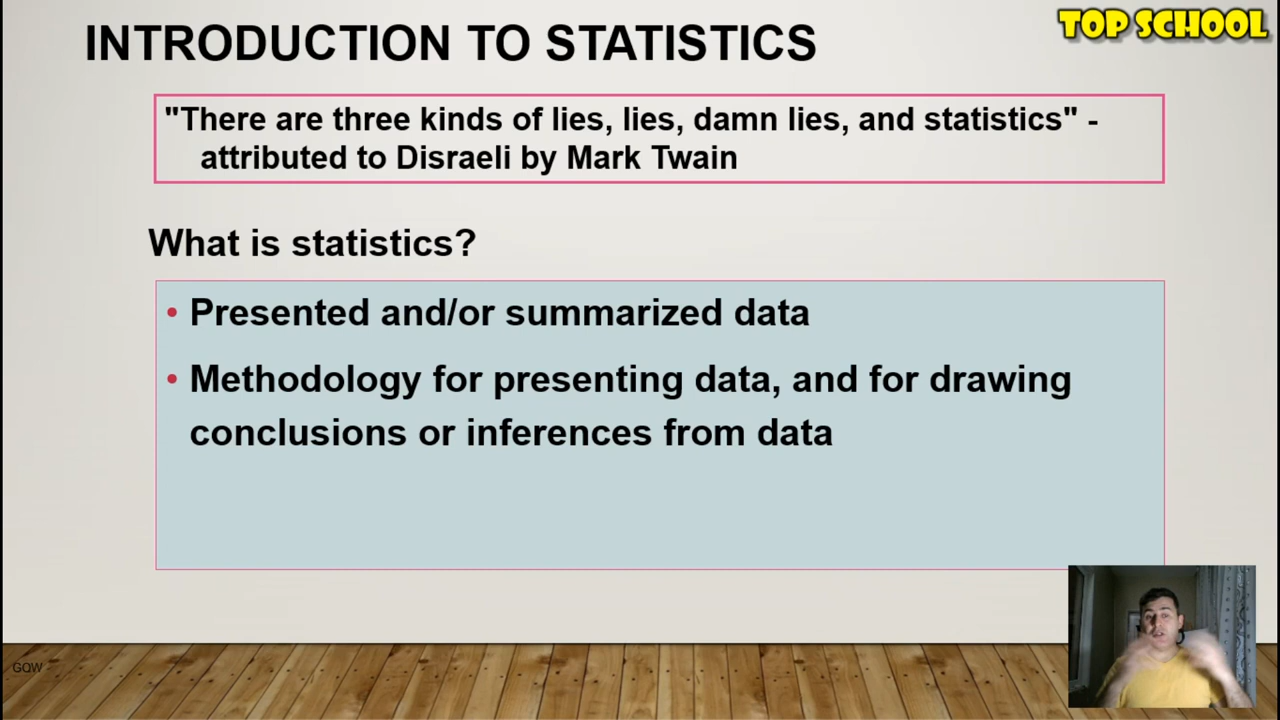 INTRODUCTION TO STATISTICS
TOP SCHOOL
"There are three kinds of lies, lies, damn lies, and statistics" -
attributed to Disraeli by Mark Twain
What is statistics?
• Presented and/or summarized data
• Methodology for presenting data, and for drawing
conclusions or inferences from data
GQW